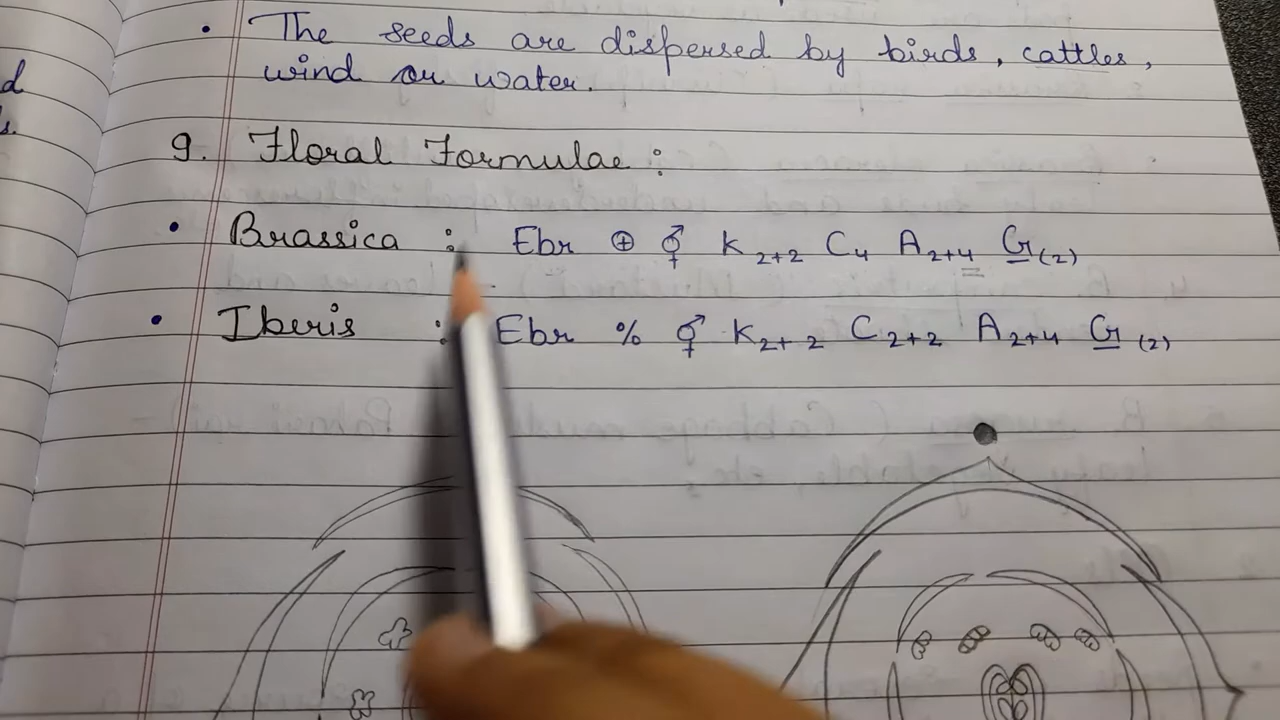 • The seeds are dispersed by birds, cattles,
wind or water.
9. Floral Formulae :
• Brassica : Ebr ⊕ ⚥ K2+2 C4 A2+4 G(2)
• Iberis : Ebr % ⚥ K2+2 C2+2 A2+4 G(2)